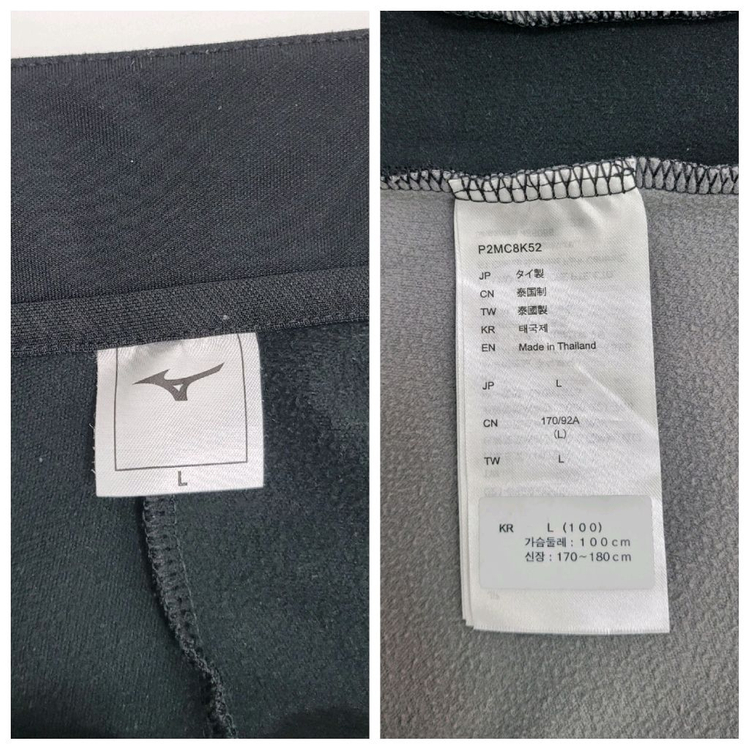 L
P2MC8K52
JP タイ製
CN 泰国制
TW 泰國製
KR 태국제
EN Made in Thailand
JP L
CN 170/92A
(L)
TW L
KR L (100)
가슴둘레 : 100cm
신장 : 170~180cm